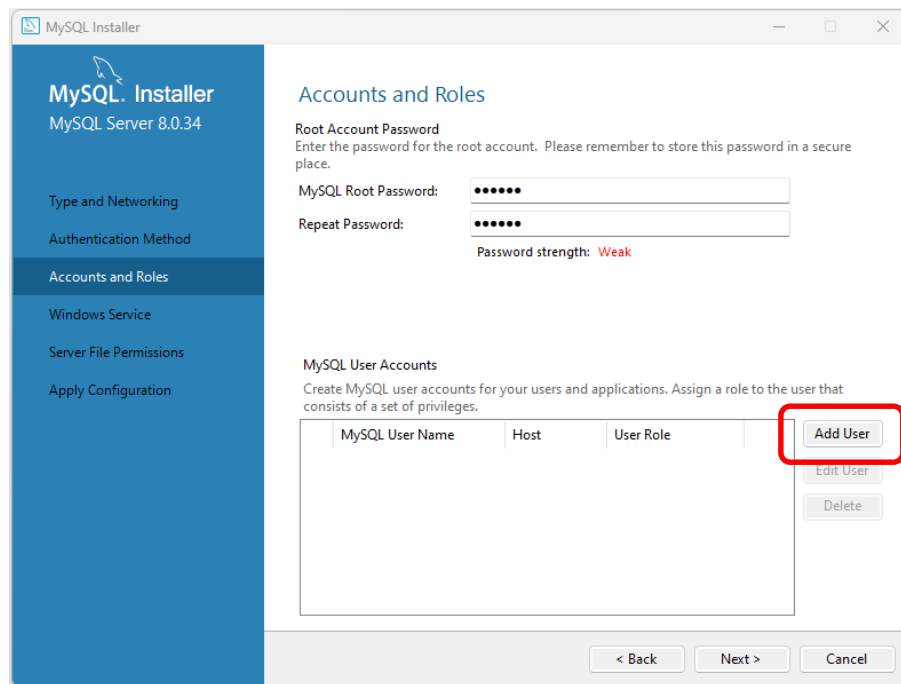 MySQL Installer
MySQL. Installer
MySQL Server 8.0.34
Type and Networking
Authentication Method
Accounts and Roles
Windows Service
Server File Permissions
Apply Configuration
Accounts and Roles
Root Account Password
Enter the password for the root account. Please remember to store this password in a secure
place.
MySQL Root Password: ●●●●●●
Repeat Password: ●●●●●●
Password strength: Weak
MySQL User Accounts
Create MySQL user accounts for your users and applications. Assign a role to the user that
consists of a set of privileges.
MySQL User Name Host User Role
Add User
Edit User
Delete
< Back Next > Cancel